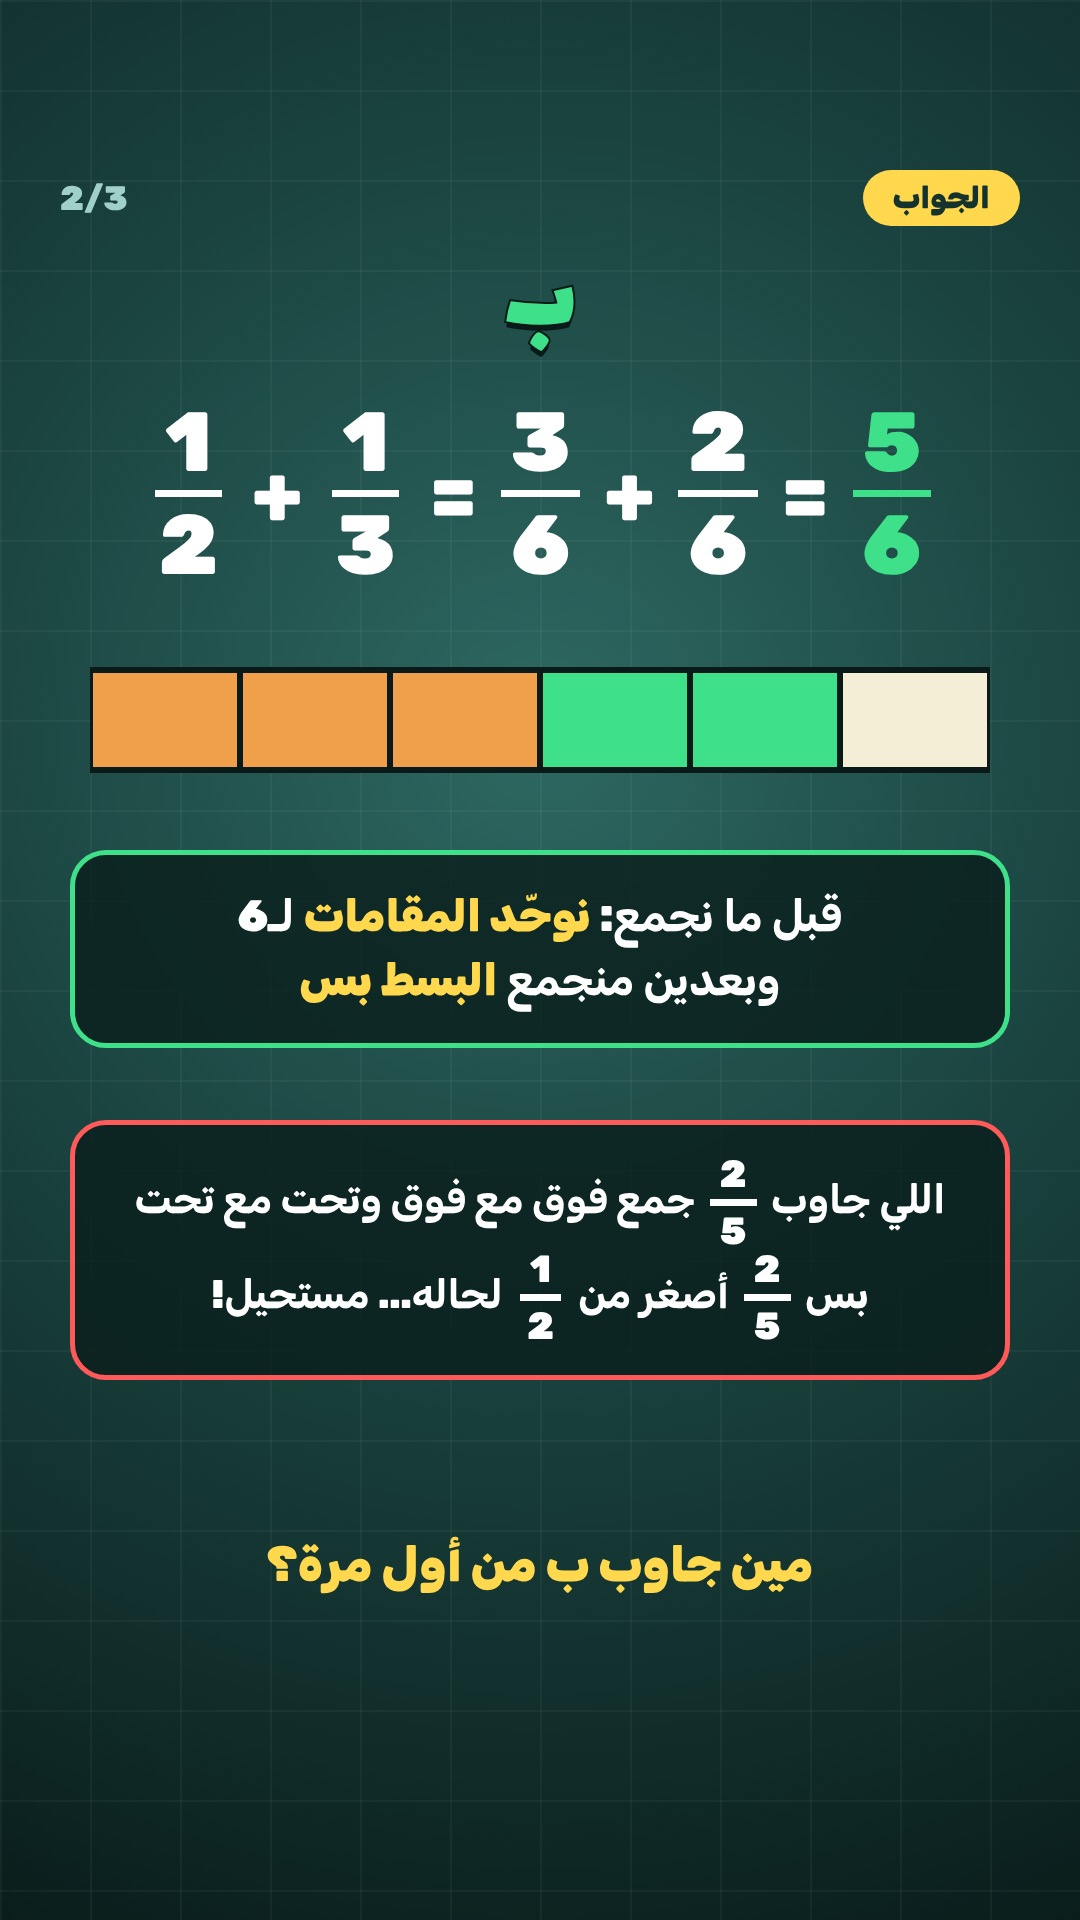 الجواب
2/3
ب
1/2 + 1/3 = 3/6 + 2/6 = 5/6
قبل ما نجمع: نوحّد المقامات لـ6
وبعدين منجمع البسط بس
اللي جاوب 2/5 جمع فوق مع فوق وتحت مع تحت
بس 2/5 أصغر من 1/2 لحاله... مستحيل!
مين جاوب ب من أول مرة؟